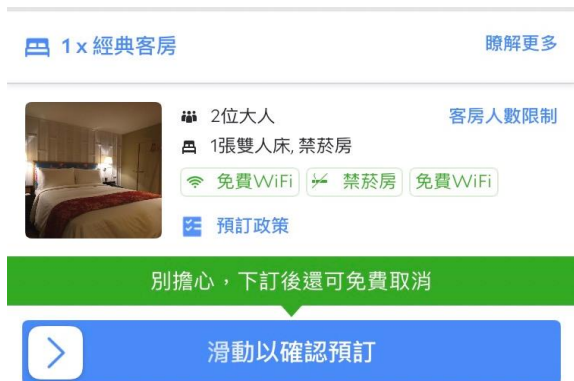 1 x 經典客房 瞭解更多
2位大人 客房人數限制
1張雙人床, 禁菸房
免費WiFi 禁菸房 免費WiFi
預訂政策
別擔心，下訂後還可免費取消
滑動以確認預訂